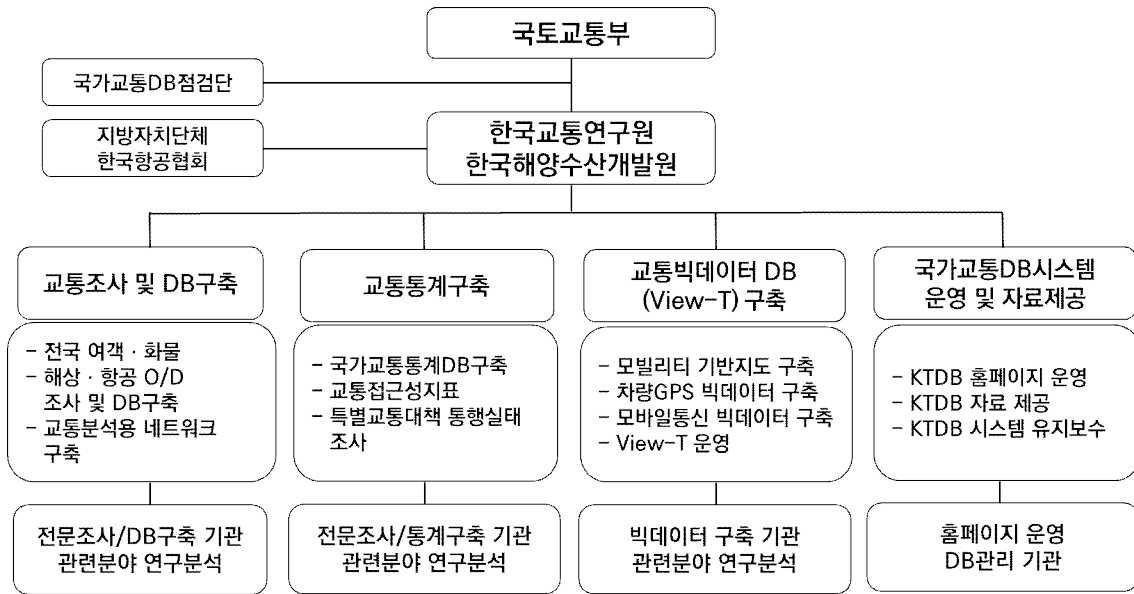 국토교통부
국가교통DB점검단
지방자치단체
한국항공협회
한국교통연구원
한국해양수산개발원
교통조사 및 DB구축
- 전국 여객 · 화물
- 해상 · 항공 O/D
조사 및 DB구축
- 교통분석용 네트워크
구축
전문조사/DB구축 기관
관련분야 연구분석
교통통계구축
- 국가교통통계DB구축
- 교통접근성지표
- 특별교통대책 통행실태
조사
전문조사/통계구축 기관
관련분야 연구분석
교통빅데이터 DB
(View-T) 구축
- 모빌리티 기반지도 구축
- 차량GPS 빅데이터 구축
- 모바일통신 빅데이터 구축
- View-T 운영
빅데이터 구축 기관
관련분야 연구분석
국가교통DB시스템
운영 및 자료제공
- KTDB 홈페이지 운영
- KTDB 자료 제공
- KTDB 시스템 유지보수
홈페이지 운영
DB관리 기관